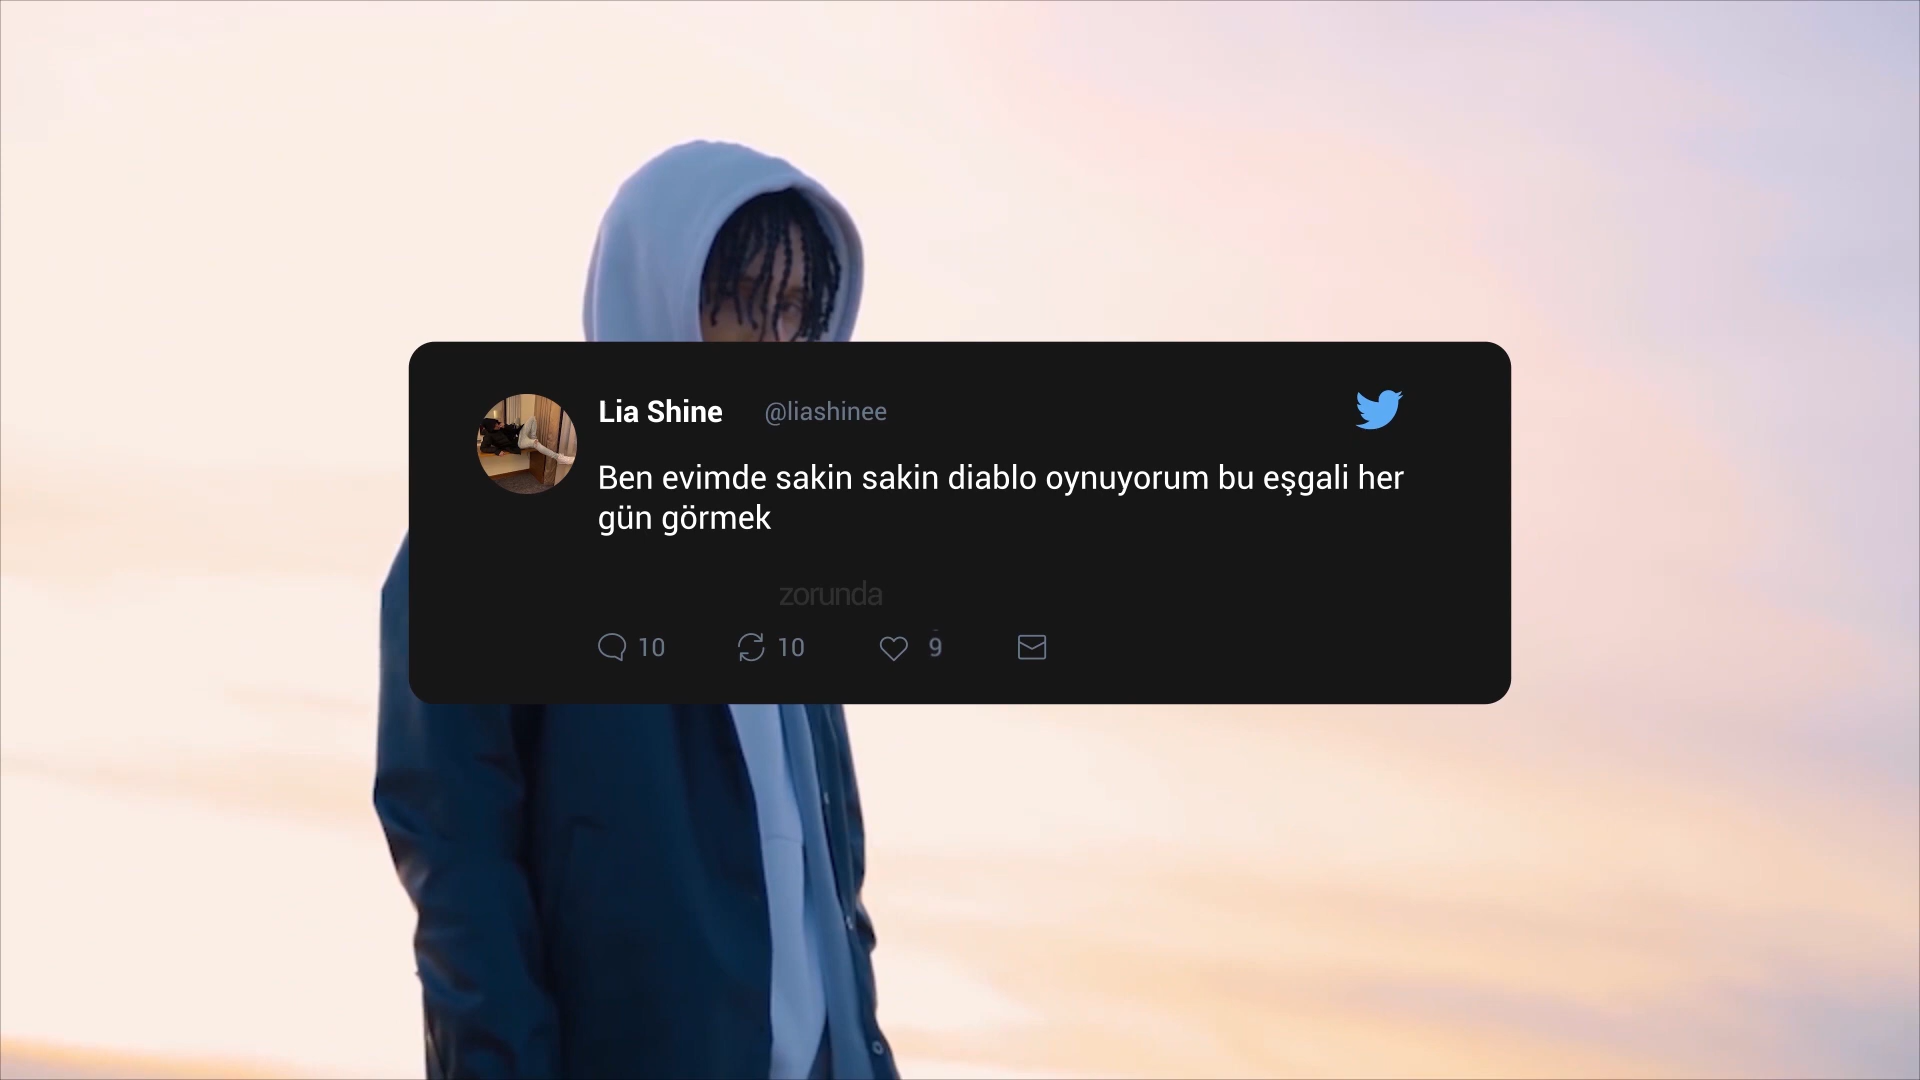 Lia Shine @liashinee
Ben evimde sakin sakin diablo oynuyorum bu eşgali her
gün görmek
zorunda
10 10 9